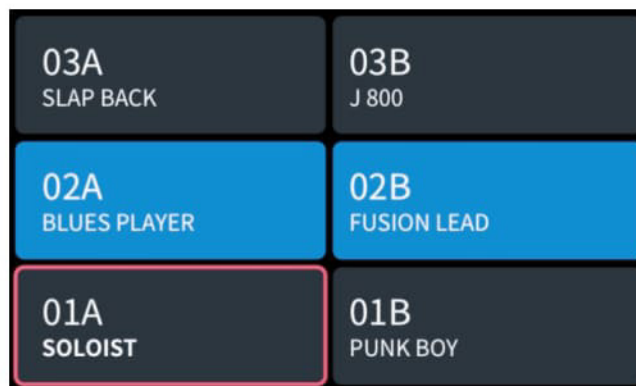 03A
SLAP BACK
03B
J 800
02A
BLUES PLAYER
02B
FUSION LEAD
01A
SOLOIST
01B
PUNK BOY